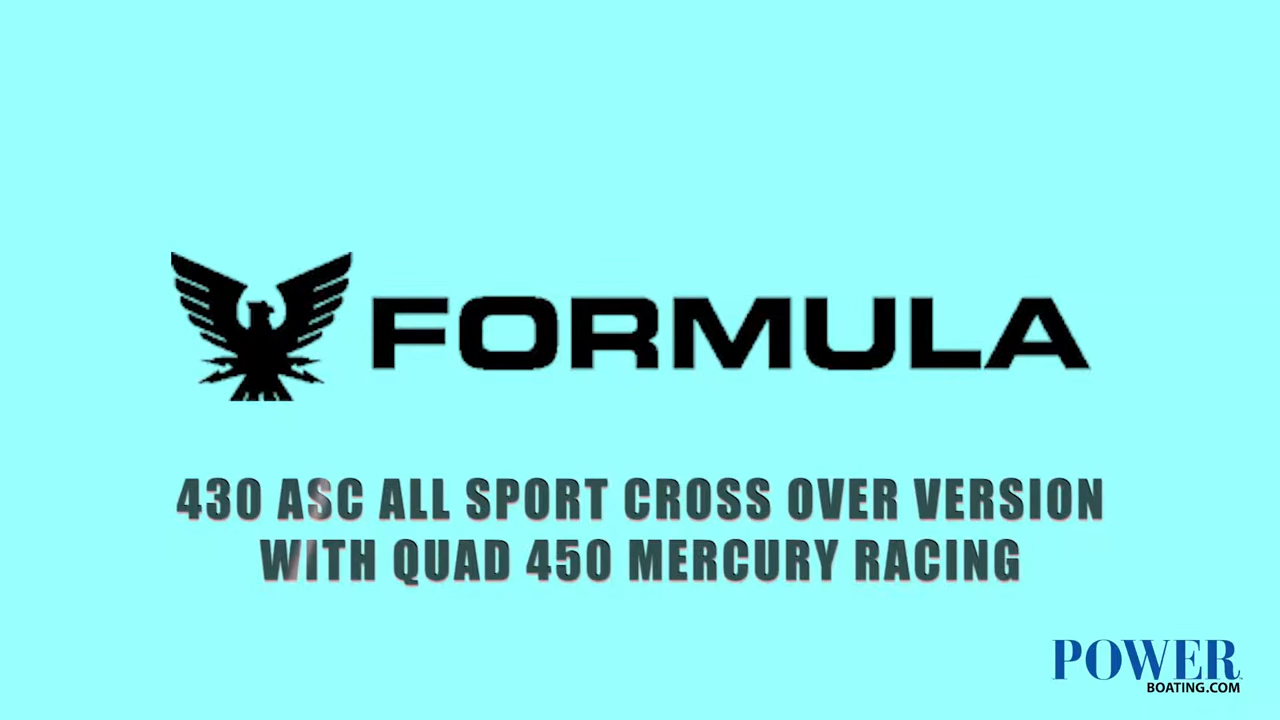 FORMULA
430 ASC ALL SPORT CROSS OVER VERSION
WITH QUAD 450 MERCURY RACING
POWER
BOATING.COM